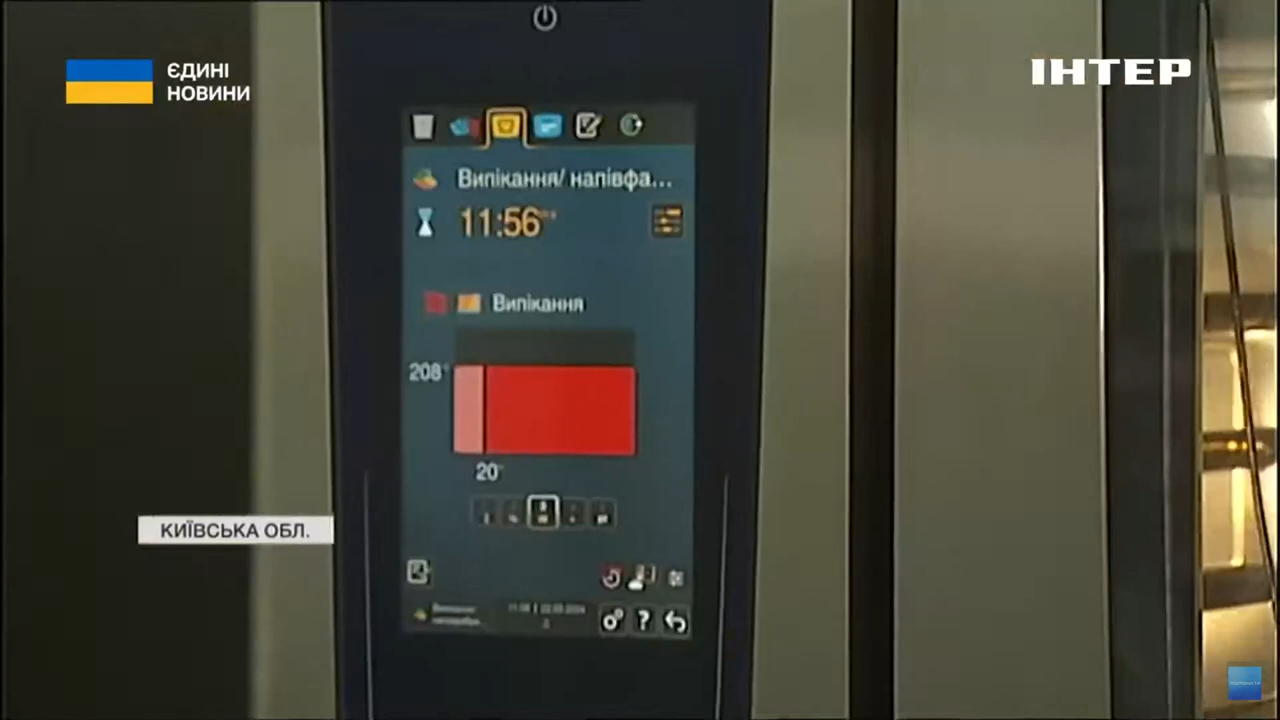 ЄДИНІ
НОВИНИ
ІНТЕР
Випікання/ напівфа...
11:56
Випікання
208°
20
КИЇВСЬКА ОБЛ.
?